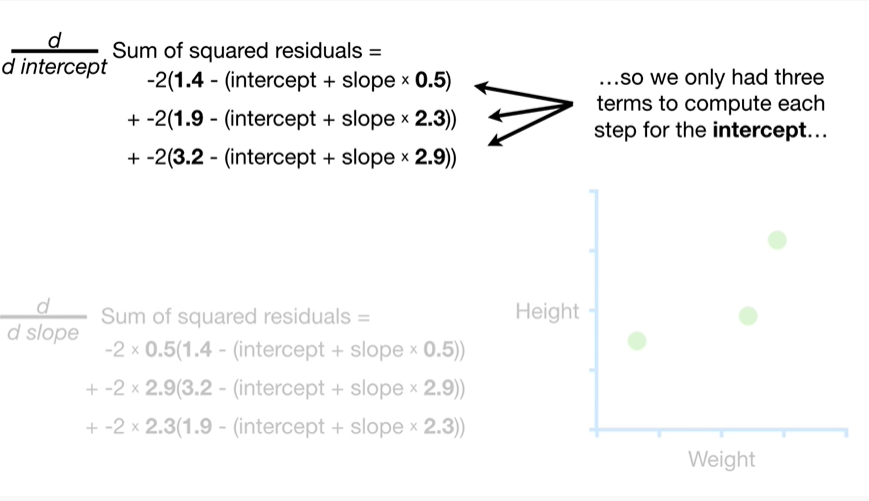 d
d intercept
Sum of squared residuals =
-2(1.4 - (intercept + slope × 0.5)
+ -2(1.9 - (intercept + slope × 2.3))
+ -2(3.2 - (intercept + slope × 2.9))
…so we only had three
terms to compute each
step for the intercept…
d
d slope
Sum of squared residuals =
-2 × 0.5(1.4 - (intercept + slope × 0.5))
+ -2 × 2.9(3.2 - (intercept + slope × 2.9))
+ -2 × 2.3(1.9 - (intercept + slope × 2.3))
Height
Weight